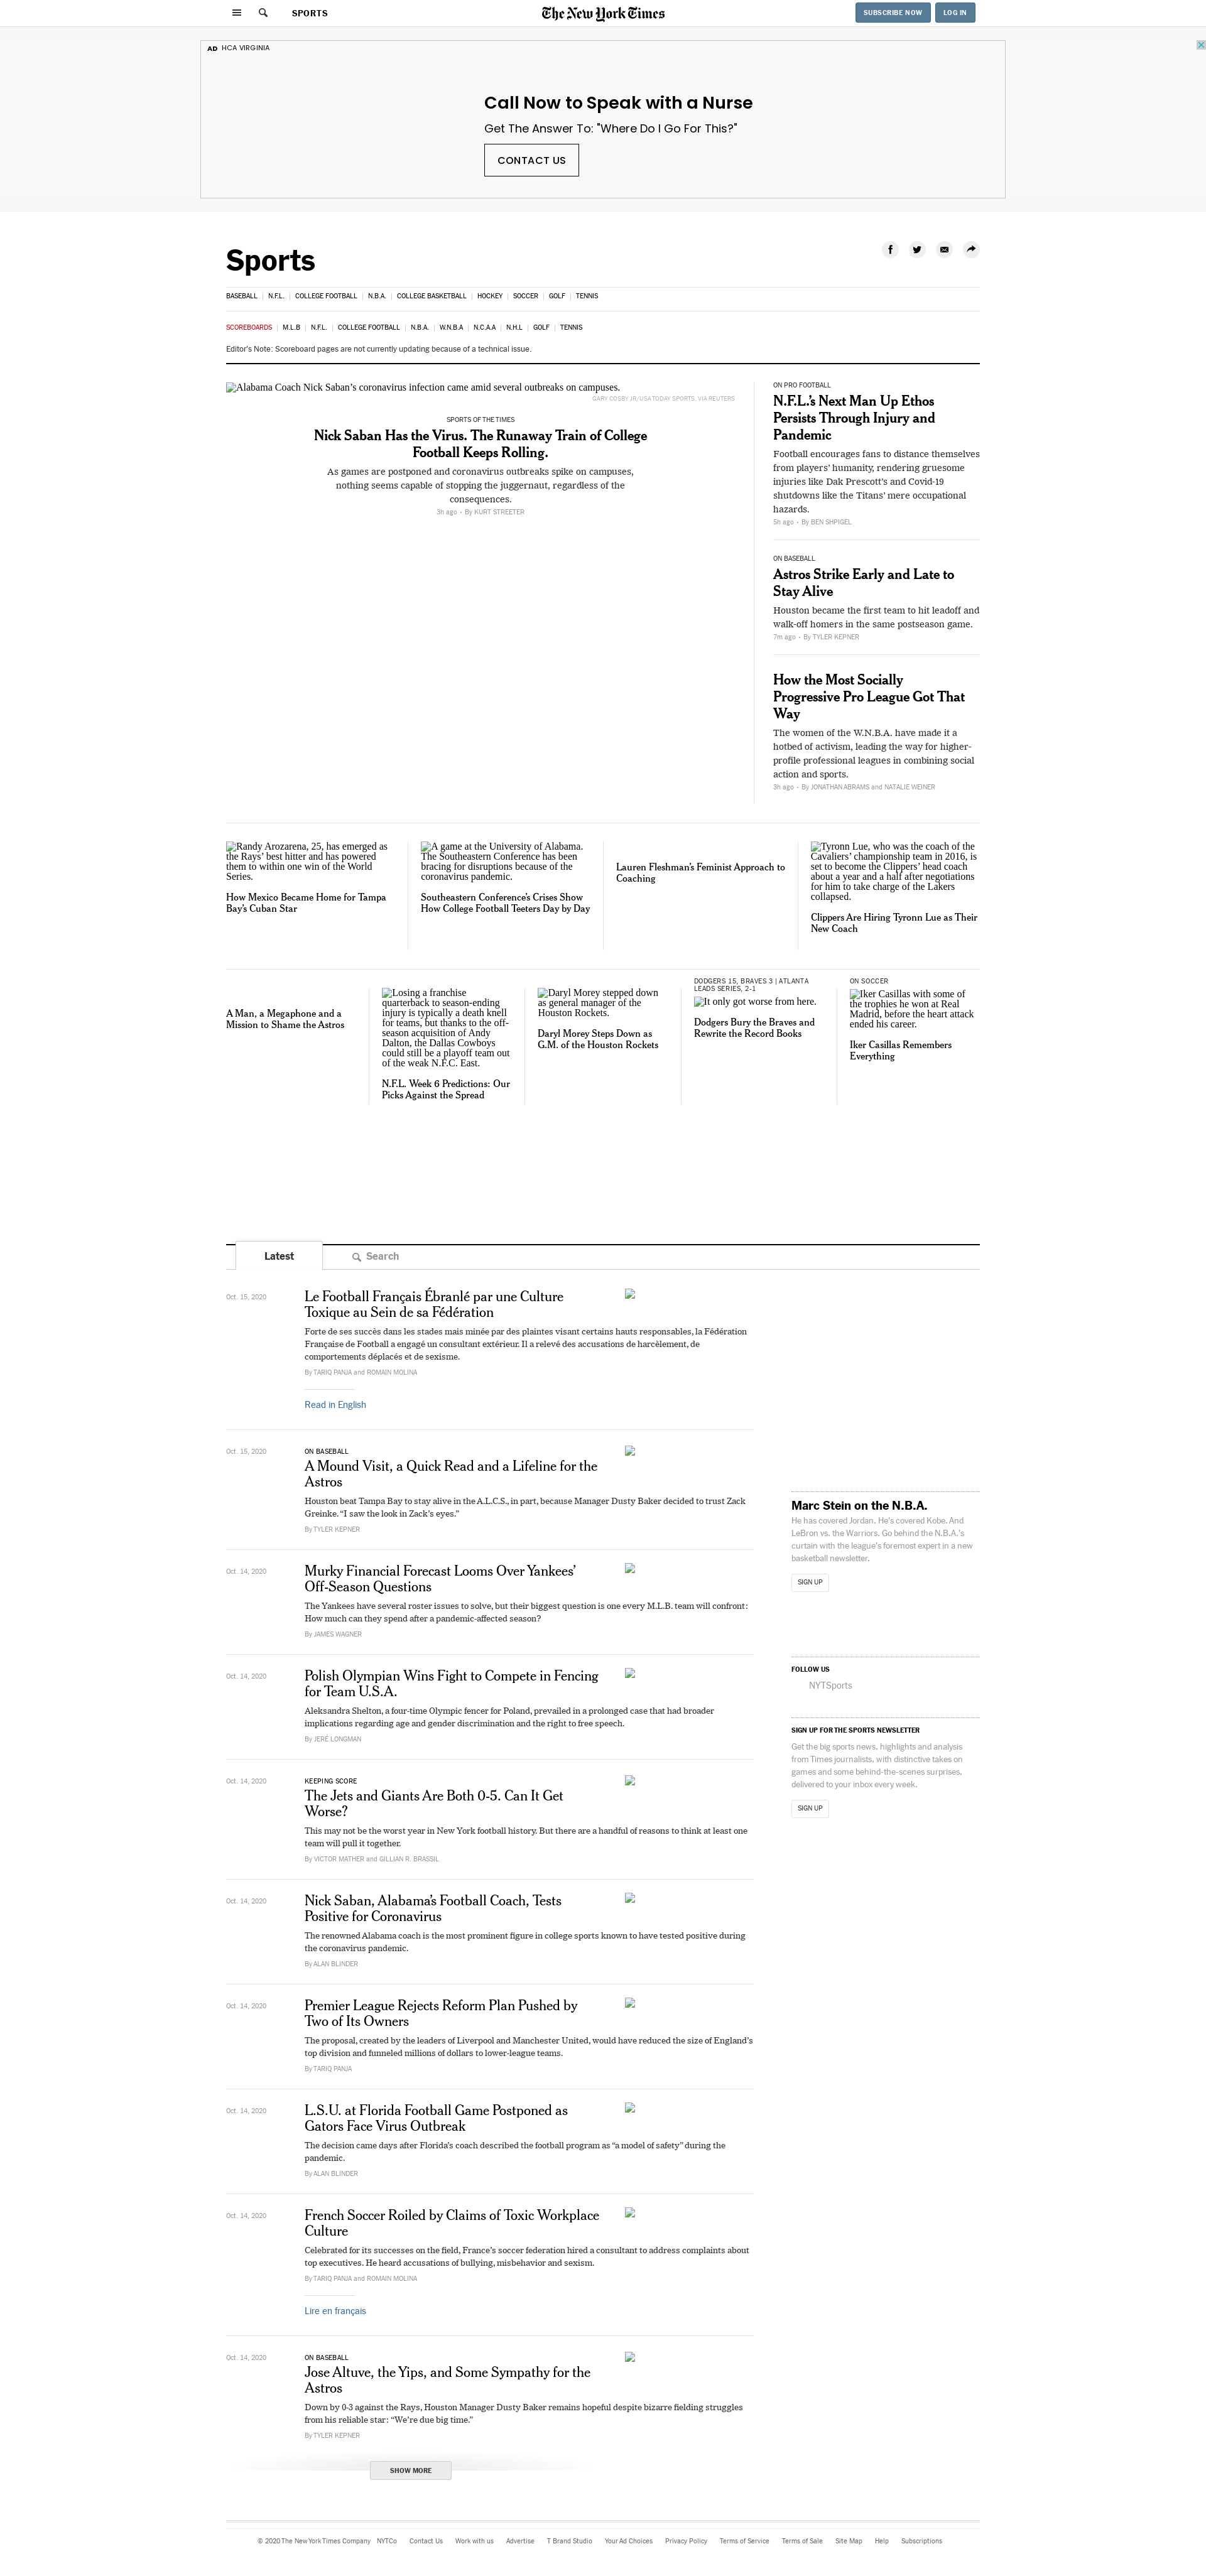 SPORTS
The New York Times
SUBSCRIBE NOW
LOG IN
AD HCA VIRGINIA
Call Now to Speak with a Nurse
Get The Answer To: "Where Do I Go For This?"
CONTACT US
Sports
BASEBALL | N.F.L. | COLLEGE FOOTBALL | N.B.A. | COLLEGE BASKETBALL | HOCKEY | SOCCER | GOLF | TENNIS
SCOREBOARDS | M.L.B | N.F.L. | COLLEGE FOOTBALL | N.B.A. | W.N.B.A | N.C.A.A | N.H.L | GOLF | TENNIS
Editor's Note: Scoreboard pages are not currently updating because of a technical issue.
Alabama Coach Nick Saban's coronavirus infection came amid several outbreaks on campuses.
GARY COSBY JR/USA TODAY SPORTS, VIA REUTERS
SPORTS OF THE TIMES
Nick Saban Has the Virus. The Runaway Train of College
Football Keeps Rolling.
As games are postponed and coronavirus outbreaks spike on campuses,
nothing seems capable of stopping the juggernaut, regardless of the
consequences.
3h ago · By KURT STREETER
ON PRO FOOTBALL
N.F.L.'s Next Man Up Ethos
Persists Through Injury and
Pandemic
Football encourages fans to distance themselves
from players' humanity, rendering gruesome
injuries like Dak Prescott's and Covid-19
shutdowns like the Titans' mere occupational
hazards.
5h ago · By BEN SHPIGEL
ON BASEBALL
Astros Strike Early and Late to
Stay Alive
Houston became the first team to hit leadoff and
walk-off homers in the same postseason game.
7m ago · By TYLER KEPNER
How the Most Socially
Progressive Pro League Got That
Way
The women of the W.N.B.A. have made it a
hotbed of activism, leading the way for higher-
profile professional leagues in combining social
action and sports.
3h ago · By JONATHAN ABRAMS and NATALIE WEINER
Randy Arozarena, 25, has emerged as
the Rays' best hitter and has powered
them to within one win of the World
Series.
How Mexico Became Home for Tampa
Bay's Cuban Star
A game at the University of Alabama.
The Southeastern Conference has been
bracing for disruptions because of the
coronavirus pandemic.
Southeastern Conference's Crises Show
How College Football Teeters Day by Day
Lauren Fleshman's Feminist Approach to
Coaching
Tyronn Lue, who was the coach of the
Cavaliers' championship team in 2016, is
set to become the Clippers' head coach
about a year and a half after negotiations
for him to take charge of the Lakers
collapsed.
Clippers Are Hiring Tyronn Lue as Their
New Coach
A Man, a Megaphone and a
Mission to Shame the Astros
Losing a franchise
quarterback to season-ending
injury is typically a death knell
for teams, but thanks to the off-
season acquisition of Andy
Dalton, the Dallas Cowboys
could still be a playoff team out
of the weak N.F.C. East.
N.F.L. Week 6 Predictions: Our
Picks Against the Spread
Daryl Morey stepped down
as general manager of the
Houston Rockets.
Daryl Morey Steps Down as
G.M. of the Houston Rockets
DODGERS 15, BRAVES 3 | ATLANTA
LEADS SERIES, 2-1
It only got worse from here.
Dodgers Bury the Braves and
Rewrite the Record Books
ON SOCCER
Iker Casillas with some of
the trophies he won at Real
Madrid, before the heart attack
ended his career.
Iker Casillas Remembers
Everything
Latest
Search
Oct. 15, 2020
Le Football Français Ébranlé par une Culture
Toxique au Sein de sa Fédération
Forte de ses succès dans les stades mais minée par des plaintes visant certains hauts responsables, la Fédération
Française de Football a engagé un consultant extérieur. Il a relevé des accusations de harcèlement, de
comportements déplacés et de sexisme.
By TARIQ PANJA and ROMAIN MOLINA
Read in English
Oct. 15, 2020
ON BASEBALL
A Mound Visit, a Quick Read and a Lifeline for the
Astros
Houston beat Tampa Bay to stay alive in the A.L.C.S., in part, because Manager Dusty Baker decided to trust Zack
Greinke. “I saw the look in Zack’s eyes.”
By TYLER KEPNER
Oct. 14, 2020
Murky Financial Forecast Looms Over Yankees’
Off-Season Questions
The Yankees have several roster issues to solve, but their biggest question is one every M.L.B. team will confront:
How much can they spend after a pandemic-affected season?
By JAMES WAGNER
Oct. 14, 2020
Polish Olympian Wins Fight to Compete in Fencing
for Team U.S.A.
Aleksandra Shelton, a four-time Olympic fencer for Poland, prevailed in a prolonged case that had broader
implications regarding age and gender discrimination and the right to free speech.
By JERÉ LONGMAN
Oct. 14, 2020
KEEPING SCORE
The Jets and Giants Are Both 0-5. Can It Get
Worse?
This may not be the worst year in New York football history. But there are a handful of reasons to think at least one
team will pull it together.
By VICTOR MATHER and GILLIAN R. BRASSIL
Oct. 14, 2020
Nick Saban, Alabama’s Football Coach, Tests
Positive for Coronavirus
The renowned Alabama coach is the most prominent figure in college sports known to have tested positive during
the coronavirus pandemic.
By ALAN BLINDER
Oct. 14, 2020
Premier League Rejects Reform Plan Pushed by
Two of Its Owners
The proposal, created by the leaders of Liverpool and Manchester United, would have reduced the size of England’s
top division and funneled millions of dollars to lower-league teams.
By TARIQ PANJA
Oct. 14, 2020
L.S.U. at Florida Football Game Postponed as
Gators Face Virus Outbreak
The decision came days after Florida’s coach described the football program as “a model of safety” during the
pandemic.
By ALAN BLINDER
Oct. 14, 2020
French Soccer Roiled by Claims of Toxic Workplace
Culture
Celebrated for its successes on the field, France’s soccer federation hired a consultant to address complaints about
top executives. He heard accusations of bullying, misbehavior and sexism.
By TARIQ PANJA and ROMAIN MOLINA
Lire en français
Oct. 14, 2020
ON BASEBALL
Jose Altuve, the Yips, and Some Sympathy for the
Astros
Down by 0-3 against the Rays, Houston Manager Dusty Baker remains hopeful despite bizarre fielding struggles
from his reliable star: “We’re due big time.”
By TYLER KEPNER
SHOW MORE
Marc Stein on the N.B.A.
He has covered Jordan. He's covered Kobe. And
LeBron vs. the Warriors. Go behind the N.B.A.'s
curtain with the league's foremost expert in a new
basketball newsletter.
SIGN UP
FOLLOW US
NYTSports
SIGN UP FOR THE SPORTS NEWSLETTER
Get the big sports news, highlights and analysis
from Times journalists, with distinctive takes on
games and some behind-the-scenes surprises,
delivered to your inbox every week.
SIGN UP
© 2020 The New York Times Company NYTCo Contact Us Work with us Advertise T Brand Studio Your Ad Choices Privacy Policy Terms of Service Terms of Sale Site Map Help Subscriptions